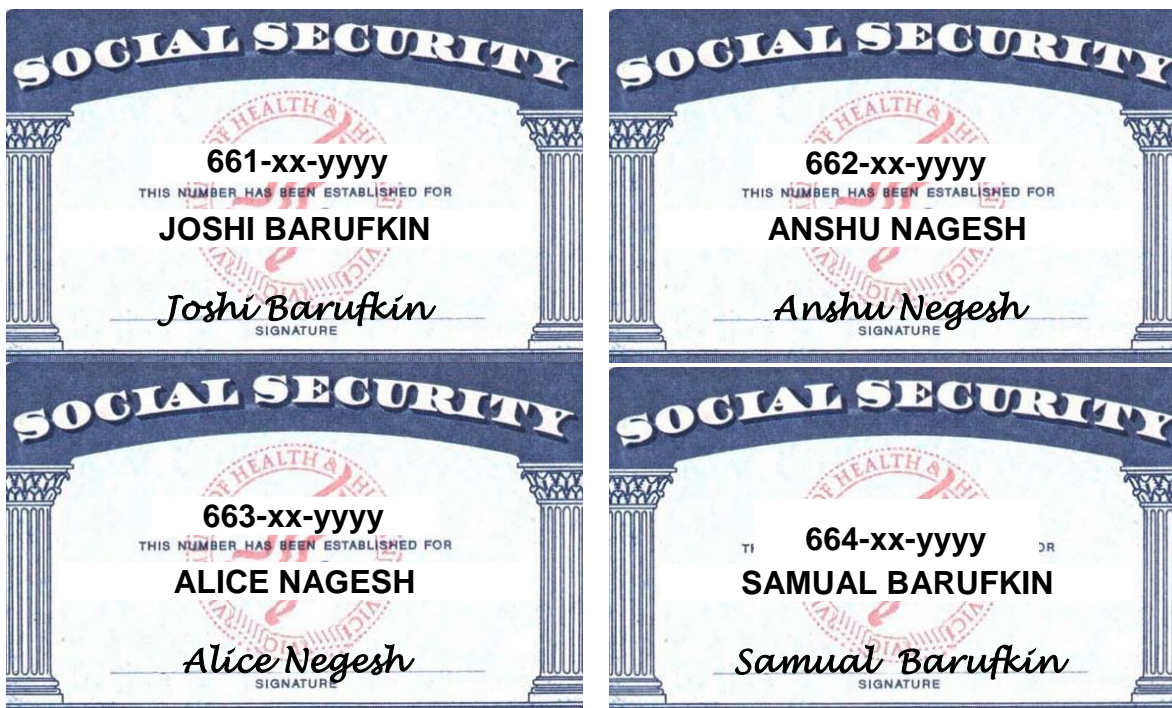 SOCIAL SECURITY
661-xx-yyyy
THIS NUMBER HAS BEEN ESTABLISHED FOR
JOSHI BARUFKIN
Joshi Barufkin
SIGNATURE
SOCIAL SECURITY
662-xx-yyyy
THIS NUMBER HAS BEEN ESTABLISHED FOR
ANSHU NAGESH
Anshu Negesh
SIGNATURE
SOCIAL SECURITY
663-xx-yyyy
THIS NUMBER HAS BEEN ESTABLISHED FOR
ALICE NAGESH
Alice Negesh
SIGNATURE
SOCIAL SECURITY
664-xx-yyyy
SAMUAL BARUFKIN
Samual Barufkin
SIGNATURE